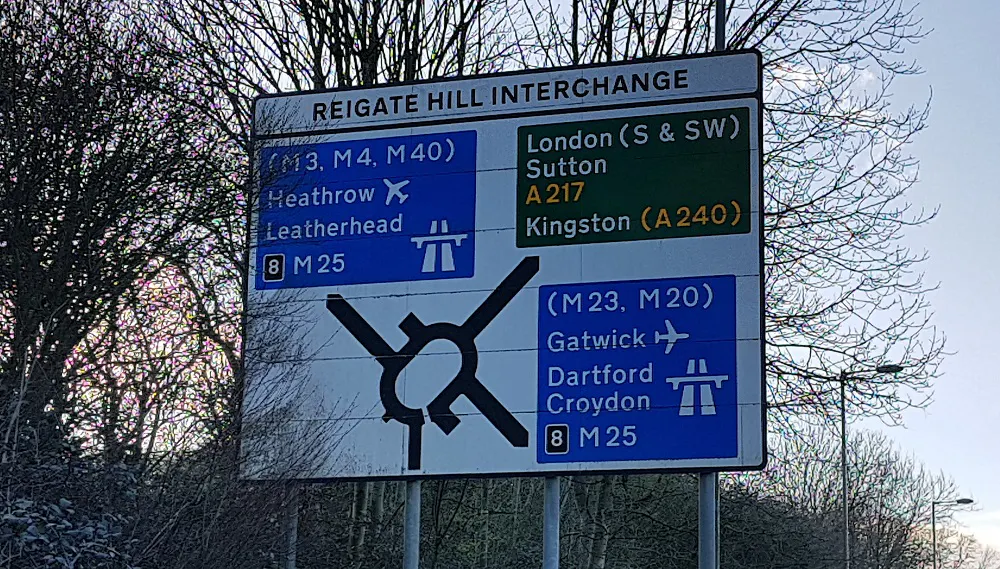 REIGATE HILL INTERCHANGE
(M3, M4, M40)
Heathrow
Leatherhead
8 M25
London (S & SW)
Sutton
A217
Kingston (A240)
(M23, M20)
Gatwick
Dartford
Croydon
8 M25